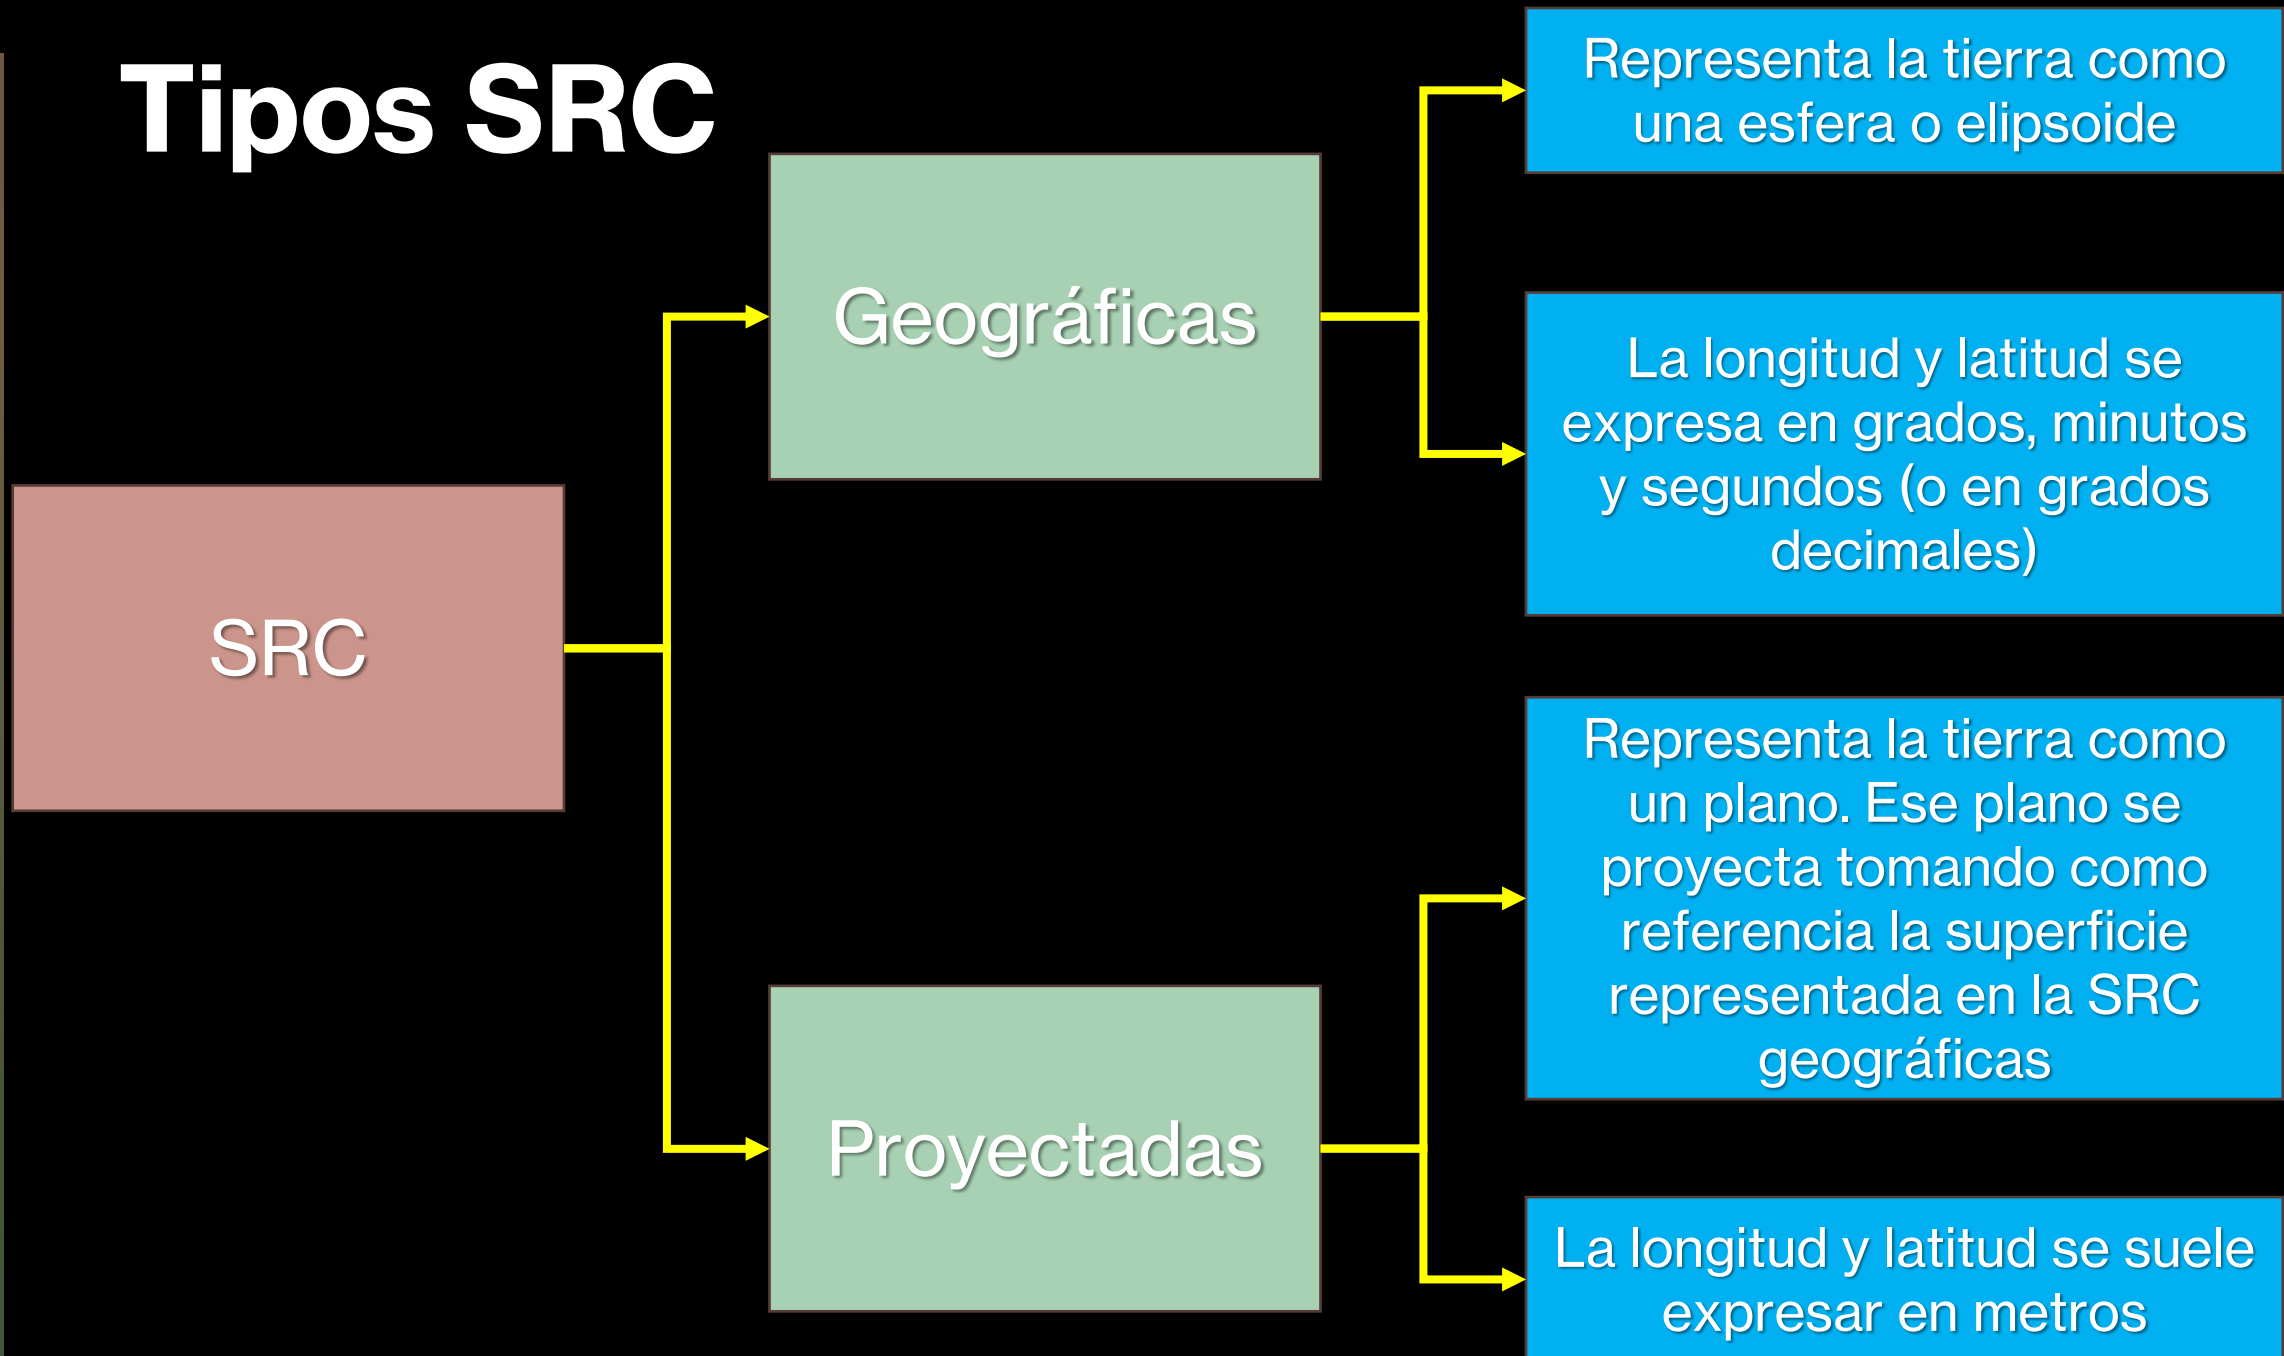 Tipos SRC
SRC
Geográficas
Representa la tierra como
una esfera o elipsoide
La longitud y latitud se
expresa en grados, minutos
y segundos (o en grados
decimales)
Proyectadas
Representa la tierra como
un plano. Ese plano se
proyecta tomando como
referencia la superficie
representada en la SRC
geográficas
La longitud y latitud se suele
expresar en metros